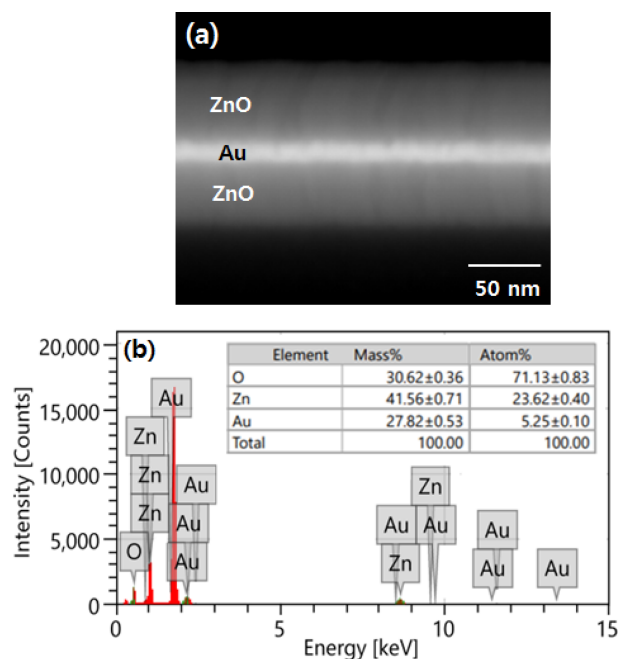 (a)
ZnO
Au
ZnO
50 nm
(b)
Intensity [Counts]
20,000
15,000
10,000
5,000
0
Element Mass% Atom%
O 30.62±0.36 71.13±0.83
Zn 41.56±0.71 23.62±0.40
Au 27.82±0.53 5.25±0.10
Total 100.00 100.00
Au
Zn
Zn
Au
Zn
Zn
Au
Au
Au
Au
O
Au
Zn
Au
Au
0 5 10 15
Energy [keV]